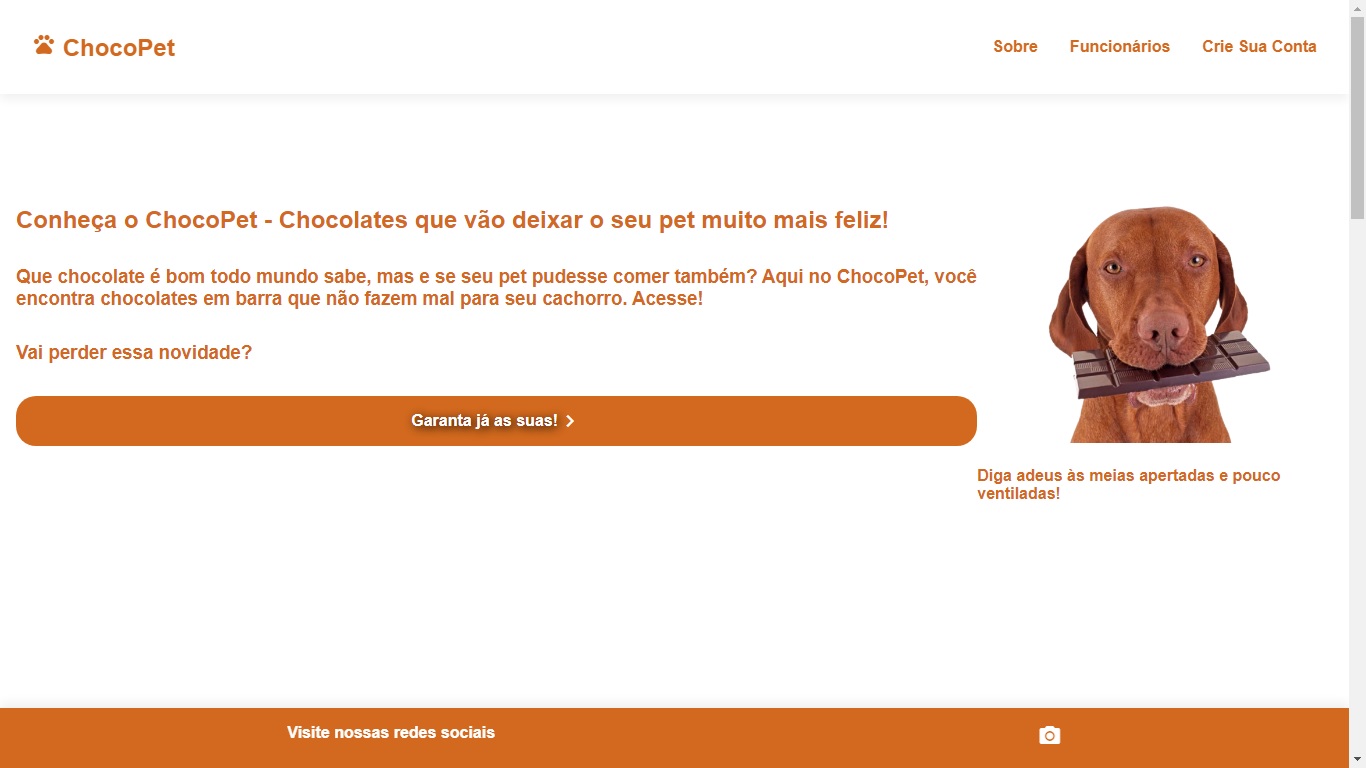 ChocoPet
Sobre
Funcionários
Crie Sua Conta
Conheça o ChocoPet - Chocolates que vão deixar o seu pet muito mais feliz!
Que chocolate é bom todo mundo sabe, mas e se seu pet pudesse comer também? Aqui no ChocoPet, você
encontra chocolates em barra que não fazem mal para seu cachorro. Acesse!
Vai perder essa novidade?
Garanta já as suas!
Diga adeus às meias apertadas e pouco
ventiladas!
Visite nossas redes sociais